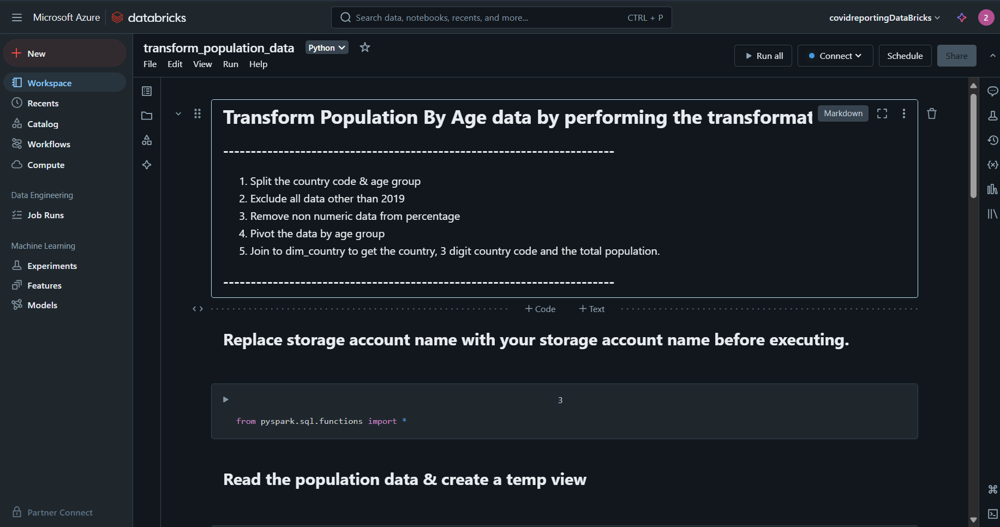 Microsoft Azure databricks
Search data, notebooks, recents, and more... CTRL + P
covidreportingDataBricks
2
New
Workspace
Recents
Catalog
Workflows
Compute
Data Engineering
Job Runs
Machine Learning
Experiments
Features
Models
Partner Connect
transform_population_data Python
File Edit View Run Help
Run all Connect Schedule Share
Transform Population By Age data by performing the transformat
Markdown
-----------------------------------------------------------------------
1. Split the country code & age group
2. Exclude all data other than 2019
3. Remove non numeric data from percentage
4. Pivot the data by age group
5. Join to dim_country to get the country, 3 digit country code and the total population.
-----------------------------------------------------------------------
+ Code + Text
Replace storage account name with your storage account name before executing.
3
from pyspark.sql.functions import *
Read the population data & create a temp view